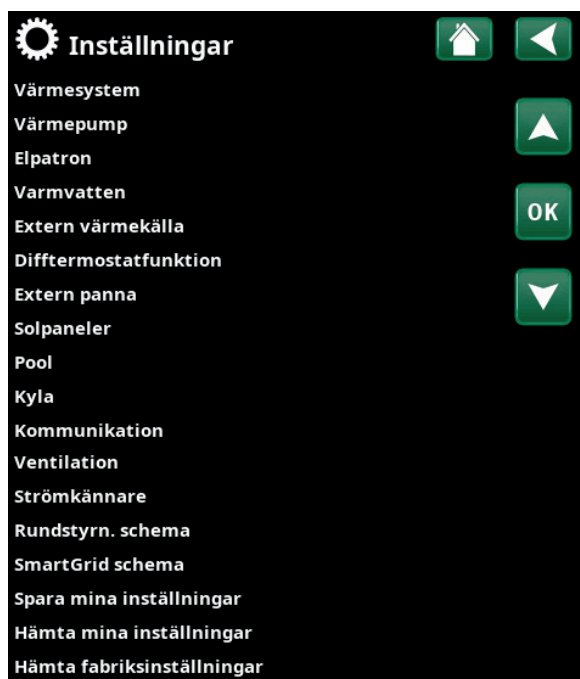 Inställningar
Värmesystem
Värmepump
Elpatron
Varmvatten
OK
Extern värmekälla
Difftermostatfunktion
Extern panna
Solpaneler
Pool
Kyla
Kommunikation
Ventilation
Strömkännare
Rundstyrn. schema
SmartGrid schema
Spara mina inställningar
Hämta mina inställningar
Hämta fabriksinställningar